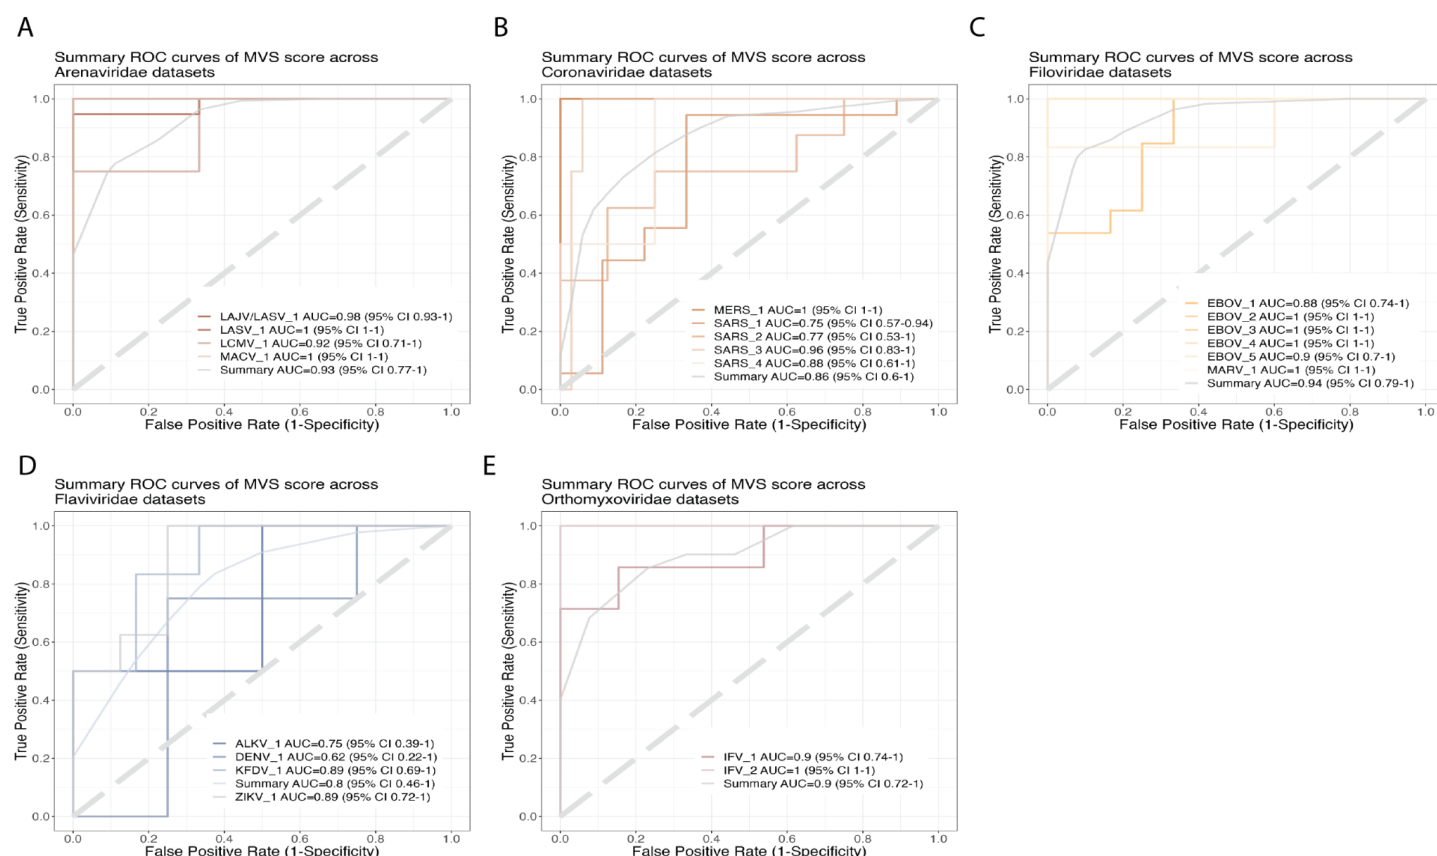 A
Summary ROC curves of MVS score across
Arenaviridae datasets
True Positive Rate (Sensitivity)
1.0
0.8
0.6
0.4
0.2
0.0
LAJV/LASV_1 AUC=0.98 (95% CI 0.93-1)
LASV_1 AUC=1 (95% CI 1-1)
LCMV_1 AUC=0.92 (95% CI 0.71-1)
MACV_1 AUC=1 (95% CI 1-1)
Summary AUC=0.93 (95% CI 0.77-1)
0.0 0.2 0.4 0.6 0.8 1.0
False Positive Rate (1-Specificity)
B
Summary ROC curves of MVS score across
Coronaviridae datasets
True Positive Rate (Sensitivity)
1.0
0.8
0.6
0.4
0.2
0.0
MERS_1 AUC=1 (95% CI 1-1)
SARS_1 AUC=0.75 (95% CI 0.57-0.94)
SARS_2 AUC=0.77 (95% CI 0.53-1)
SARS_3 AUC=0.96 (95% CI 0.83-1)
SARS_4 AUC=0.88 (95% CI 0.61-1)
Summary AUC=0.86 (95% CI 0.6-1)
0.0 0.2 0.4 0.6 0.8 1.0
False Positive Rate (1-Specificity)
C
Summary ROC curves of MVS score across
Filoviridae datasets
True Positive Rate (Sensitivity)
1.0
0.8
0.6
0.4
0.2
0.0
EBOV_1 AUC=0.88 (95% CI 0.74-1)
EBOV_2 AUC=1 (95% CI 1-1)
EBOV_3 AUC=1 (95% CI 1-1)
EBOV_4 AUC=1 (95% CI 1-1)
EBOV_5 AUC=0.9 (95% CI 0.7-1)
MARV_1 AUC=1 (95% CI 1-1)
Summary AUC=0.94 (95% CI 0.79-1)
0.0 0.2 0.4 0.6 0.8 1.0
False Positive Rate (1-Specificity)
D
Summary ROC curves of MVS score across
Flaviviridae datasets
True Positive Rate (Sensitivity)
1.0
0.8
0.6
0.4
0.2
0.0
ALKV_1 AUC=0.75 (95% CI 0.39-1)
DENV_1 AUC=0.62 (95% CI 0.22-1)
KFDV_1 AUC=0.89 (95% CI 0.69-1)
Summary AUC=0.8 (95% CI 0.46-1)
ZIKV_1 AUC=0.89 (95% CI 0.72-1)
0.0 0.2 0.4 0.6 0.8 1.0
False Positive Rate (1-Specificity)
E
Summary ROC curves of MVS score across
Orthomyxoviridae datasets
True Positive Rate (Sensitivity)
1.0
0.8
0.6
0.4
0.2
0.0
IFV_1 AUC=0.9 (95% CI 0.74-1)
IFV_2 AUC=1 (95% CI 1-1)
Summary AUC=0.9 (95% CI 0.72-1)
0.0 0.2 0.4 0.6 0.8 1.0
False Positive Rate (1-Specificity)